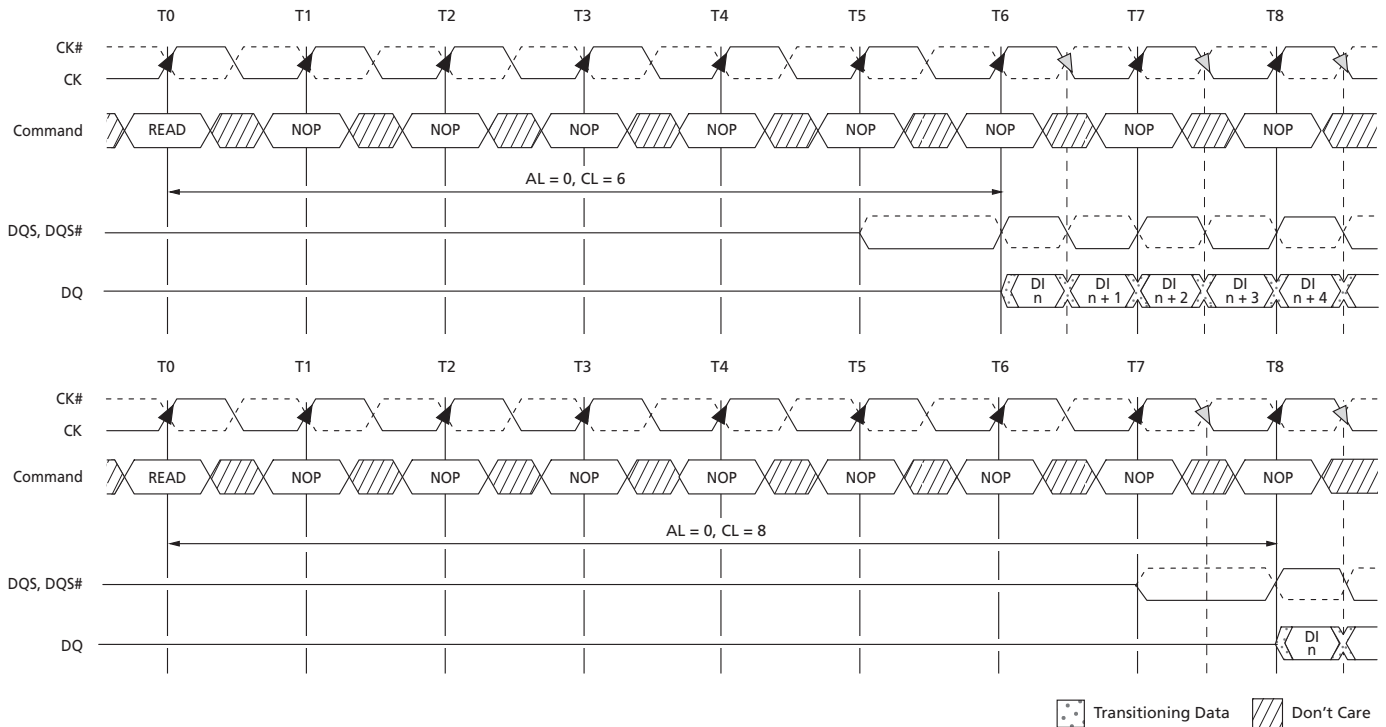 T0 T1 T2 T3 T4 T5 T6 T7 T8
CK#
CK
Command READ NOP NOP NOP NOP NOP NOP NOP NOP
AL = 0, CL = 6
DQS, DQS#
DQ DI n DI n + 1 DI n + 2 DI n + 3 DI n + 4
T0 T1 T2 T3 T4 T5 T6 T7 T8
CK#
CK
Command READ NOP NOP NOP NOP NOP NOP NOP NOP
AL = 0, CL = 8
DQS, DQS#
DQ DI n
Transitioning Data Don't Care